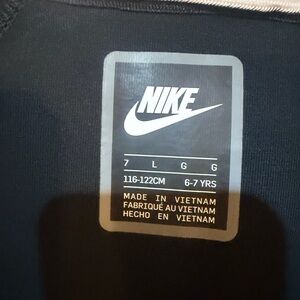 NIKE
7 L G G
116-122CM 6-7 YRS
MADE IN VIETNAM
FABRIQUÉ AU VIETNAM
HECHO EN VIETNAM